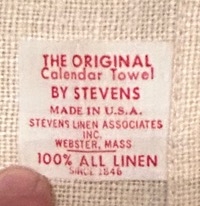 THE ORIGINAL
Calendar Towel
BY STEVENS
MADE IN U.S.A.
STEVENS LINEN ASSOCIATES
INC.
WEBSTER, MASS
100% ALL LINEN
SINCE 1846